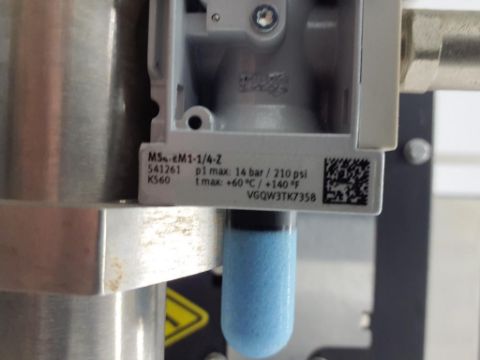 MS4-EM1-1/4-Z
541261 p1 max: 14 bar / 210 psi
K560 t max: +60 °C / +140 °F
VGQW3TK7358